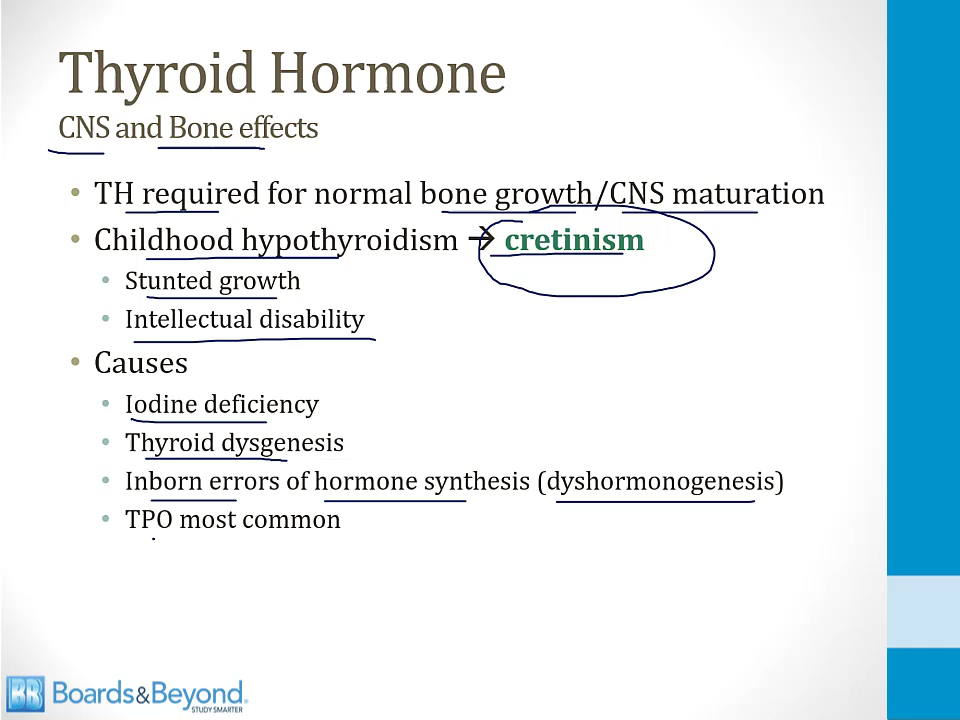 Thyroid Hormone
CNS and Bone effects
• TH required for normal bone growth/CNS maturation
• Childhood hypothyroidism → cretinism
• Stunted growth
• Intellectual disability
• Causes
• Iodine deficiency
• Thyroid dysgenesis
• Inborn errors of hormone synthesis (dyshormonogenesis)
• TPO most common
BB Boards&Beyond.
STUDY SMARTER